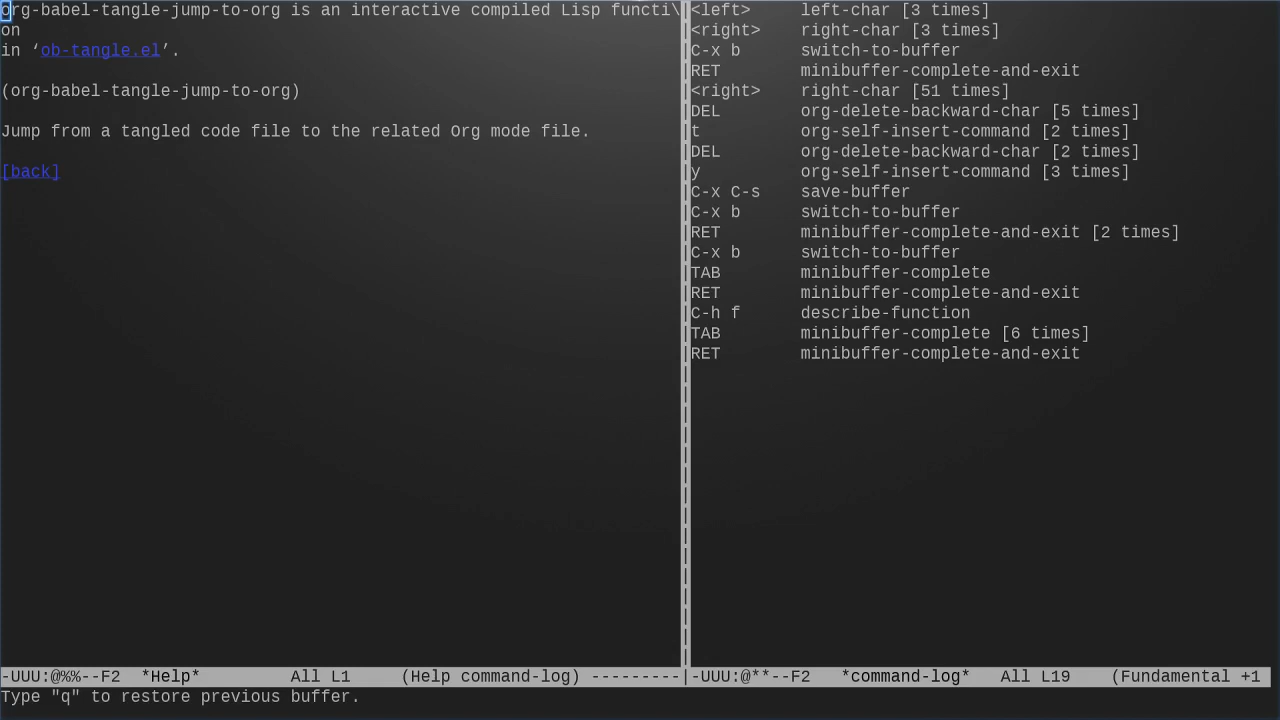 org-babel-tangle-jump-to-org is an interactive compiled Lisp functi\
on
in ‘ob-tangle.el’.
(org-babel-tangle-jump-to-org)
Jump from a tangled code file to the related Org mode file.
[back]
-UUU:@%%--F2  *Help*         All L1     (Help command-log) ---------
<left>     left-char [3 times]
<right>    right-char [3 times]
C-x b      switch-to-buffer
RET        minibuffer-complete-and-exit
<right>    right-char [51 times]
DEL        org-delete-backward-char [5 times]
t          org-self-insert-command [2 times]
DEL        org-delete-backward-char [2 times]
y          org-self-insert-command [3 times]
C-x C-s    save-buffer
C-x b      switch-to-buffer
RET        minibuffer-complete-and-exit [2 times]
C-x b      switch-to-buffer
TAB        minibuffer-complete
RET        minibuffer-complete-and-exit
C-h f      describe-function
TAB        minibuffer-complete [6 times]
RET        minibuffer-complete-and-exit
-UUU:@**--F2   *command-log*   All L19    (Fundamental +1
Type "q" to restore previous buffer.